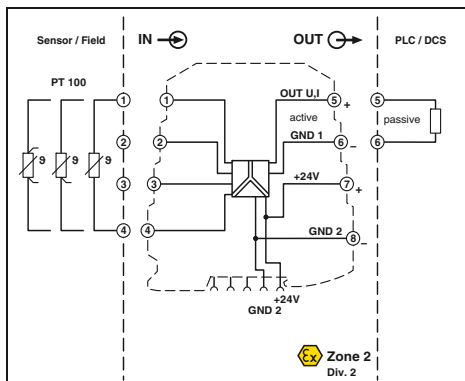 Sensor / Field
IN
OUT
PLC / DCS
PT 100
ϑ
ϑ
ϑ
1
2
3
4
1
2
3
4
OUT U,I
5
+
active
GND 1
6
–
+24V
7
+
GND 2
8
–
5
passive
6
+24V
GND 2
Ex
Zone 2
Div. 2